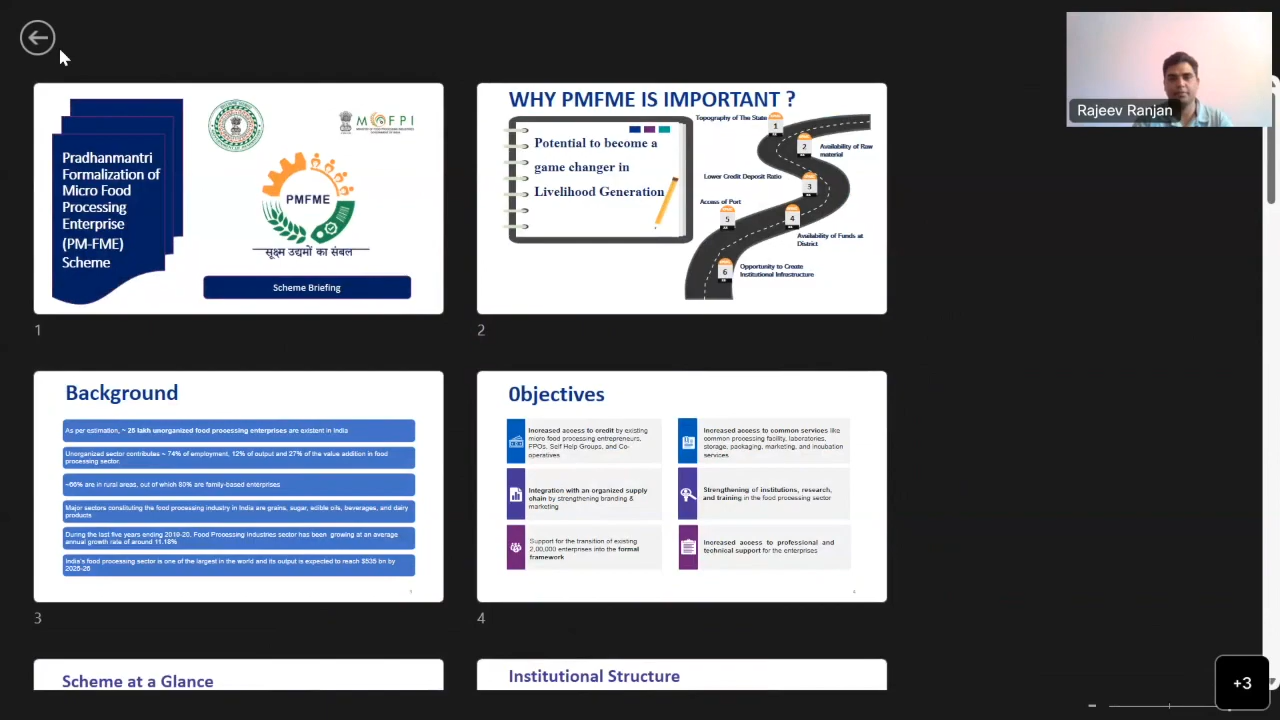 Rajeev Ranjan
Pradhanmantri
Formalization of
Micro Food
Processing
Enterprise
(PM-FME)
Scheme
MOFPI
PMFME
सूक्ष्म उद्यमों का संबल
Scheme Briefing
1
WHY PMFME IS IMPORTANT ?
Potential to become a
game changer in
Livelihood Generation
Topography of The State
1
2
Availability of Raw
material
Lower Credit Deposit Ratio
3
Access of Port
5
4
Availability of Funds at
District
6
Opportunity to Create
Institutional Infrastructure
2
Background
As per estimation, ~ 25 lakh unorganized food processing enterprises are existent in India
Unorganized sector contributes ~ 74% of employment, 12% of output and 27% of the value addition in food
processing sector.
~66% are in rural areas, out of which 80% are family-based enterprises
Major sectors constituting the food processing industry in India are grains, sugar, edible oils, beverages, and dairy
products
During the last five years ending 2019-20, Food Processing Industries sector has been growing at an average
annual growth rate of around 11.18%
India's food processing sector is one of the largest in the world and its output is expected to reach $535 bn by
2025-26
3
3
0bjectives
Increased access to credit by existing
micro food processing entrepreneurs,
FPOs, Self Help Groups, and Co-
operatives
Increased access to common services like
common processing facility, laboratories,
storage, packaging, marketing, and incubation
services
Integration with an organized supply
chain by strengthening branding &
marketing
Strengthening of institutions, research,
and training in the food processing sector
Support for the transition of existing
2,00,000 enterprises into the formal
framework
Increased access to professional and
technical support for the enterprises
4
4
Scheme at a Glance
Institutional Structure
+3